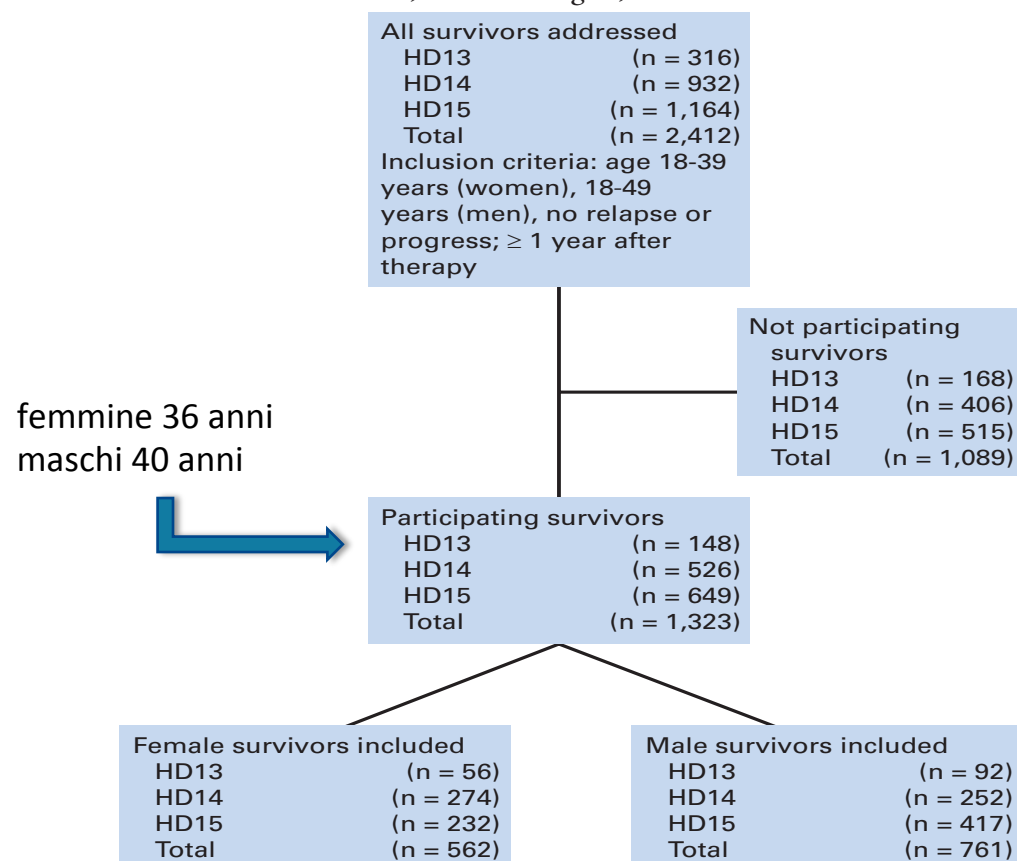 All survivors addressed
HD13 (n = 316)
HD14 (n = 932)
HD15 (n = 1,164)
Total (n = 2,412)
Inclusion criteria: age 18-39
years (women), 18-49
years (men), no relapse or
progress; ≥ 1 year after
therapy
Not participating
survivors
HD13 (n = 168)
HD14 (n = 406)
HD15 (n = 515)
Total (n = 1,089)
femmine 36 anni
maschi 40 anni
Participating survivors
HD13 (n = 148)
HD14 (n = 526)
HD15 (n = 649)
Total (n = 1,323)
Female survivors included
HD13 (n = 56)
HD14 (n = 274)
HD15 (n = 232)
Total (n = 562)
Male survivors included
HD13 (n = 92)
HD14 (n = 252)
HD15 (n = 417)
Total (n = 761)